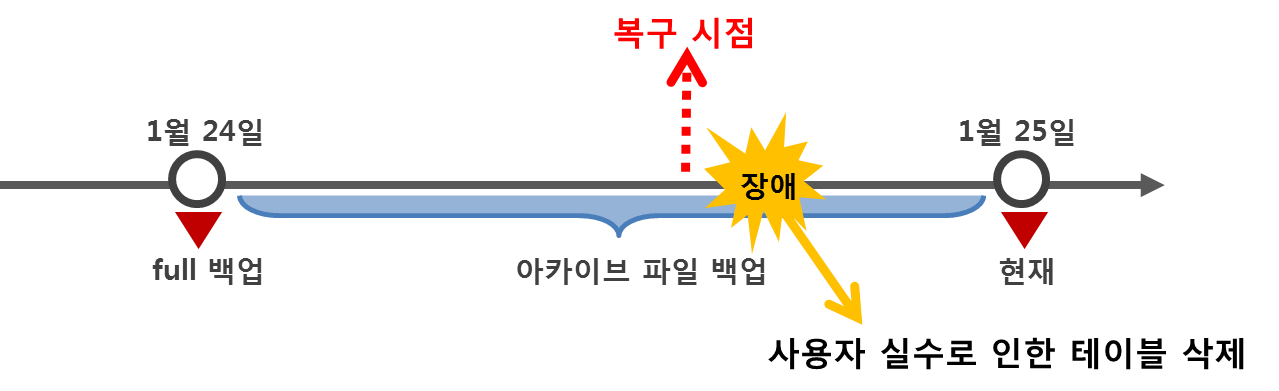 복구 시점
1월 24일
1월 25일
장애
full 백업
아카이브 파일 백업
현재
사용자 실수로 인한 테이블 삭제